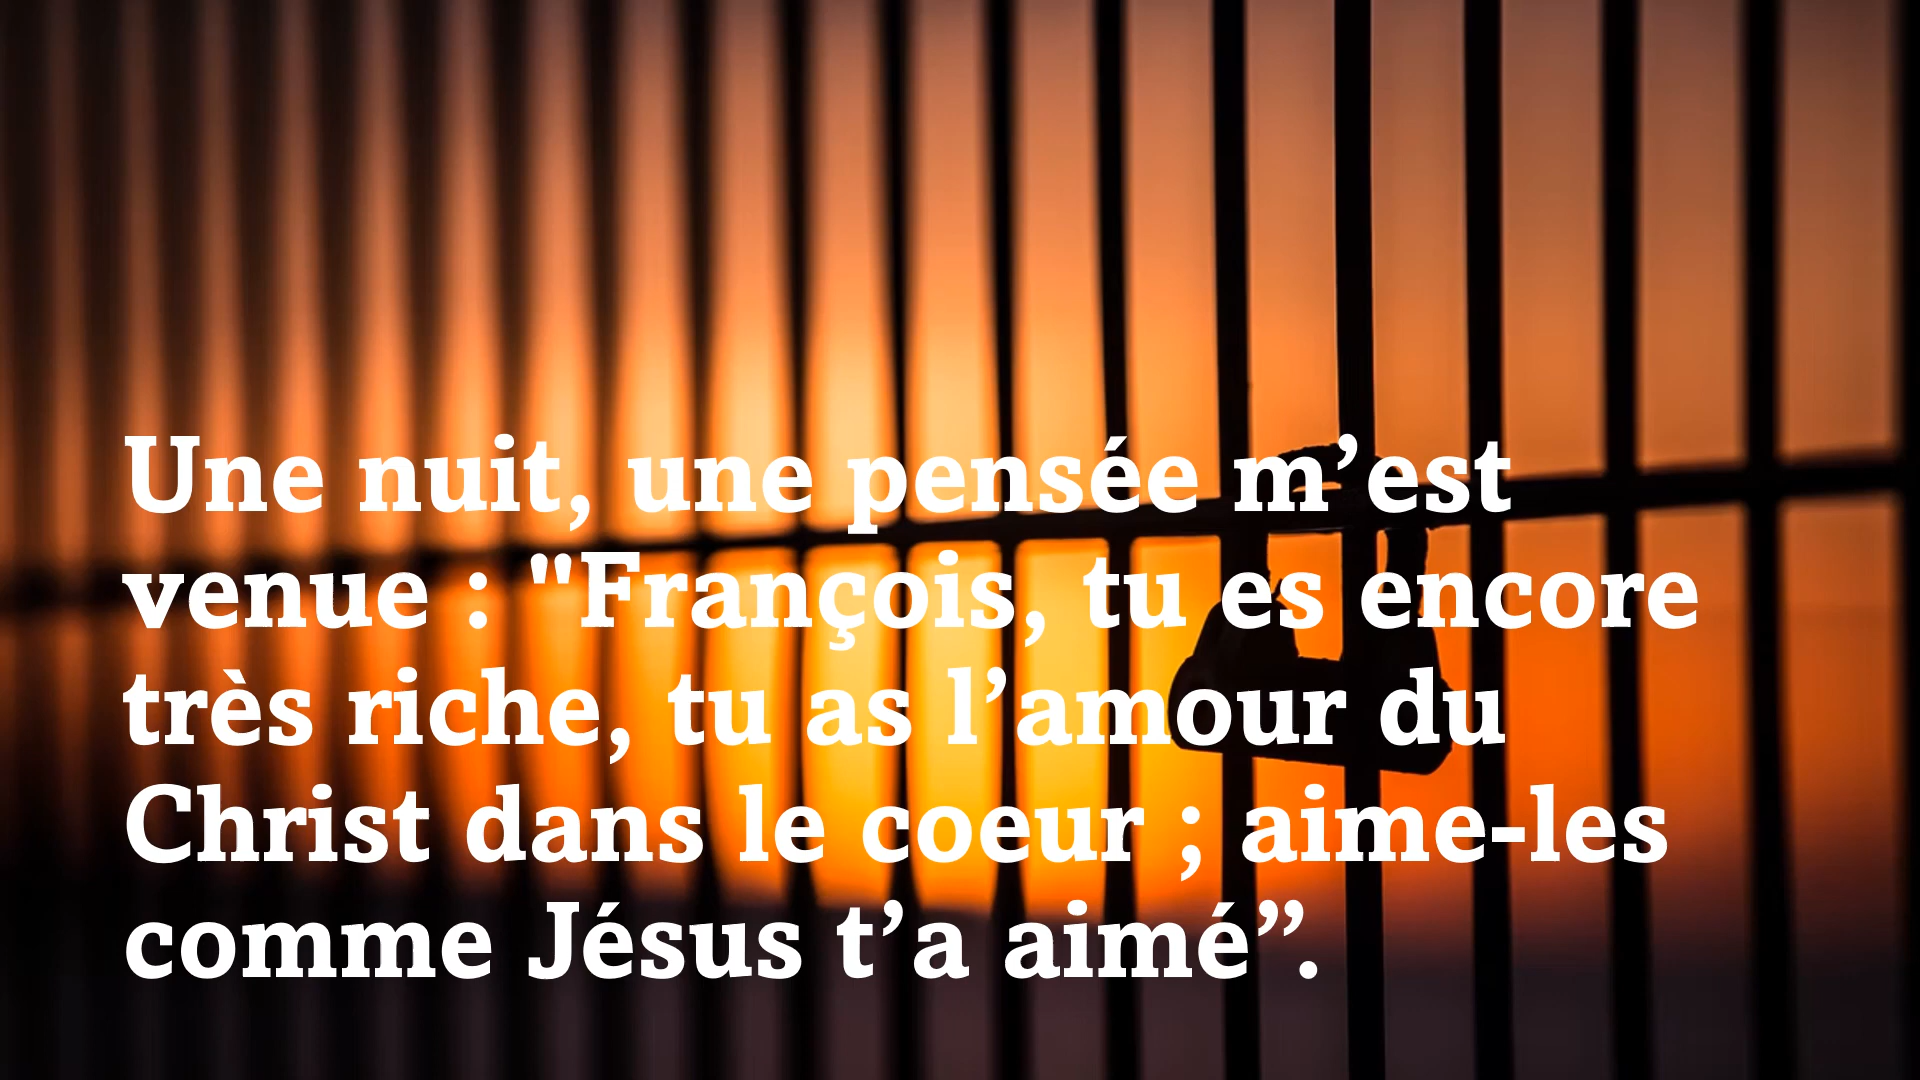 Une nuit, une pensée m’est
venue : "François, tu es encore
très riche, tu as l’amour du
Christ dans le coeur ; aime-les
comme Jésus t’a aimé”.